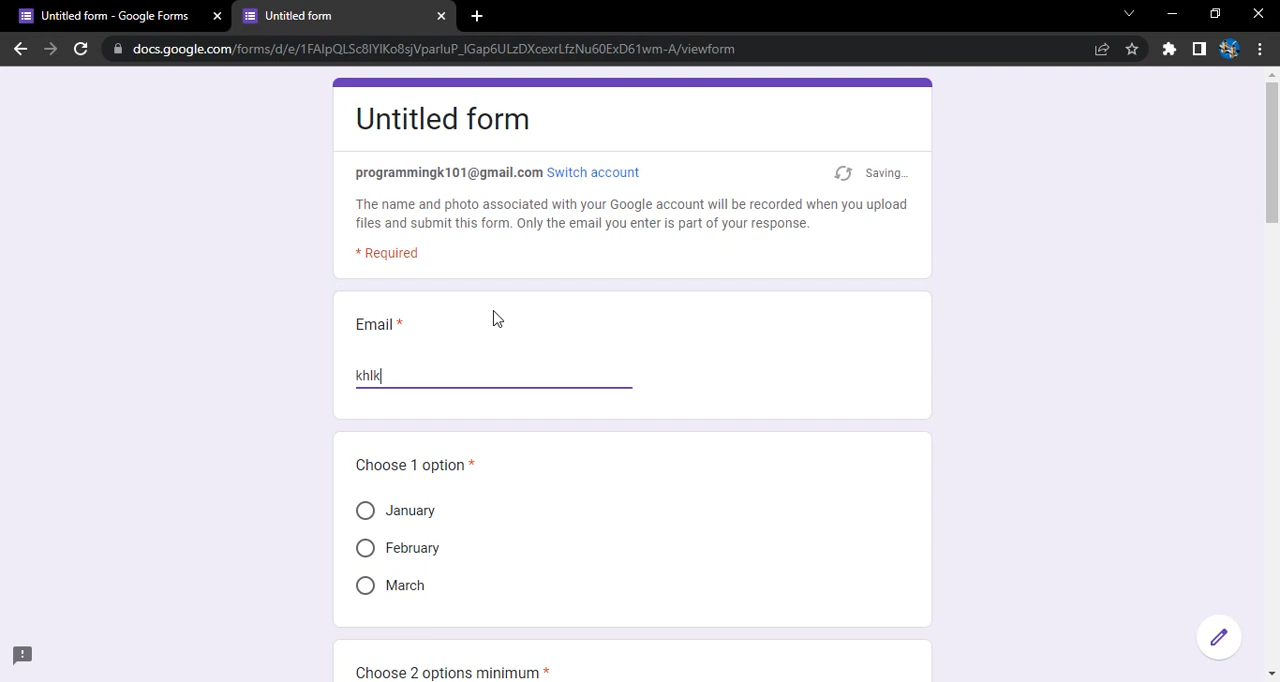 Untitled form - Google Forms
Untitled form
docs.google.com/forms/d/e/1FAIpQLSc8IYIKo8sjVparluP_IGap6ULzDXcexrLfzNu60ExD61wm-A/viewform
Untitled form
programmingk101@gmail.com Switch account
Saving...
The name and photo associated with your Google account will be recorded when you upload
files and submit this form. Only the email you enter is part of your response.
* Required
Email *
khlk
Choose 1 option *
January
February
March
Choose 2 options minimum *